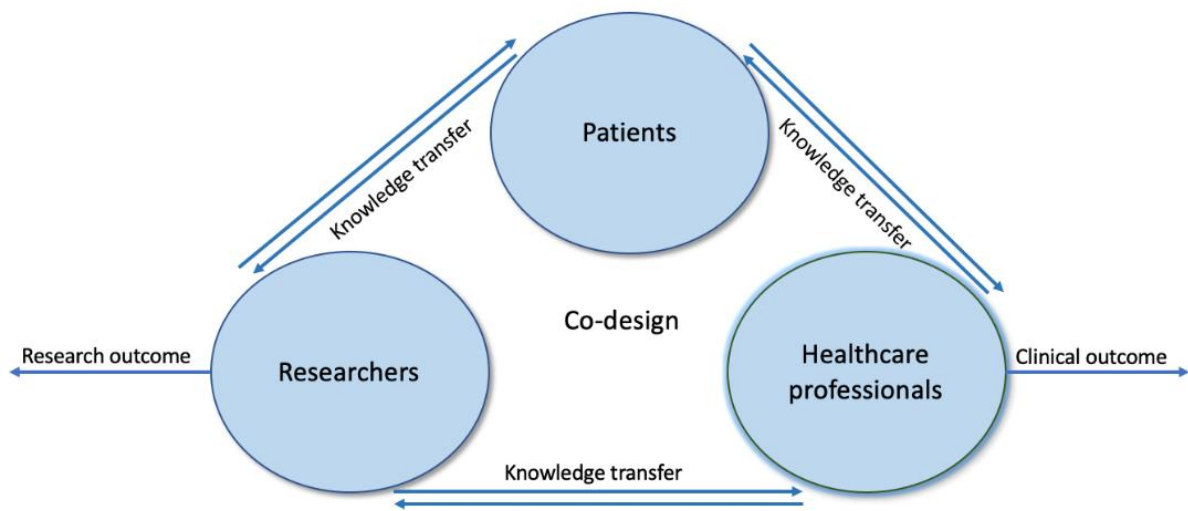 Patients
Knowledge transfer
Knowledge transfer
Co-design
Research outcome
Researchers
Healthcare
professionals
Clinical outcome
Knowledge transfer